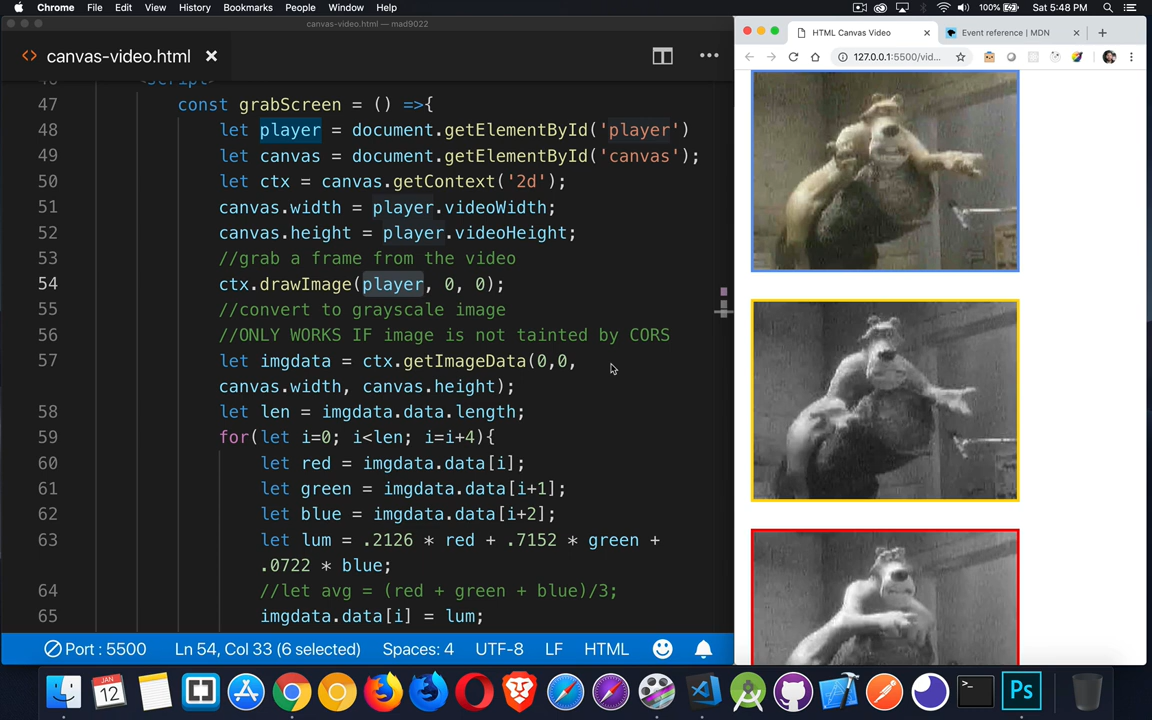 Chrome File Edit View History Bookmarks People Window Help 100% Sat 5:48 PM
canvas-video.html — mad9022
canvas-video.html
HTML Canvas Video
Event reference | MDN
127.0.0.1:5500/vid...
47 const grabScreen = () =>{
48 let player = document.getElementById('player')
49 let canvas = document.getElementById('canvas');
50 let ctx = canvas.getContext('2d');
51 canvas.width = player.videoWidth;
52 canvas.height = player.videoHeight;
53 //grab a frame from the video
54 ctx.drawImage(player, 0, 0);
55 //convert to grayscale image
56 //ONLY WORKS IF image is not tainted by CORS
57 let imgdata = ctx.getImageData(0,0,
canvas.width, canvas.height);
58 let len = imgdata.data.length;
59 for(let i=0; i<len; i=i+4){
60 let red = imgdata.data[i];
61 let green = imgdata.data[i+1];
62 let blue = imgdata.data[i+2];
63 let lum = .2126 * red + .7152 * green +
.0722 * blue;
64 //let avg = (red + green + blue)/3;
65 imgdata.data[i] = lum;
Port : 5500 Ln 54, Col 33 (6 selected) Spaces: 4 UTF-8 LF HTML
JAN
12
>_
Ps